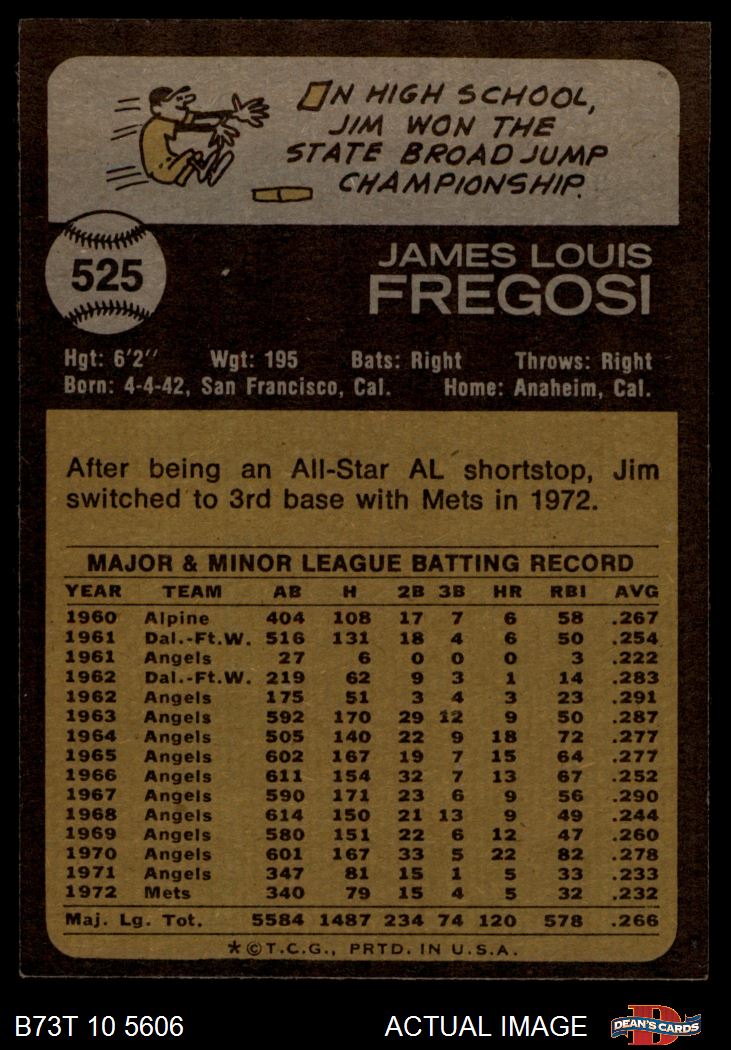 IN HIGH SCHOOL,
JIM WON THE
STATE BROAD JUMP
CHAMPIONSHIP.
525
JAMES LOUIS
FREGOSI
Hgt: 6'2" Wgt: 195 Bats: Right Throws: Right
Born: 4-4-42, San Francisco, Cal. Home: Anaheim, Cal.
After being an All-Star AL shortstop, Jim
switched to 3rd base with Mets in 1972.
MAJOR & MINOR LEAGUE BATTING RECORD
YEAR TEAM AB H 2B 3B HR RBI AVG
1960 Alpine 404 108 17 7 6 58 .267
1961 Dal.-Ft.W. 516 131 18 4 6 50 .254
1961 Angels 27 6 0 0 0 3 .222
1962 Dal.-Ft.W. 219 62 9 3 1 14 .283
1962 Angels 175 51 3 4 3 23 .291
1963 Angels 592 170 29 12 9 50 .287
1964 Angels 505 140 22 9 18 72 .277
1965 Angels 602 167 19 7 15 64 .277
1966 Angels 611 154 32 7 13 67 .252
1967 Angels 590 171 23 6 9 56 .290
1968 Angels 614 150 21 13 9 49 .244
1969 Angels 580 151 22 6 12 47 .260
1970 Angels 601 167 33 5 22 82 .278
1971 Angels 347 81 15 1 5 33 .233
1972 Mets 340 79 15 4 5 32 .232
Maj. Lg. Tot. 5584 1487 234 74 120 578 .266
*©T.C.G., PRTD. IN U.S.A.
B73T 10 5606 ACTUAL IMAGE DEAN'S CARDS